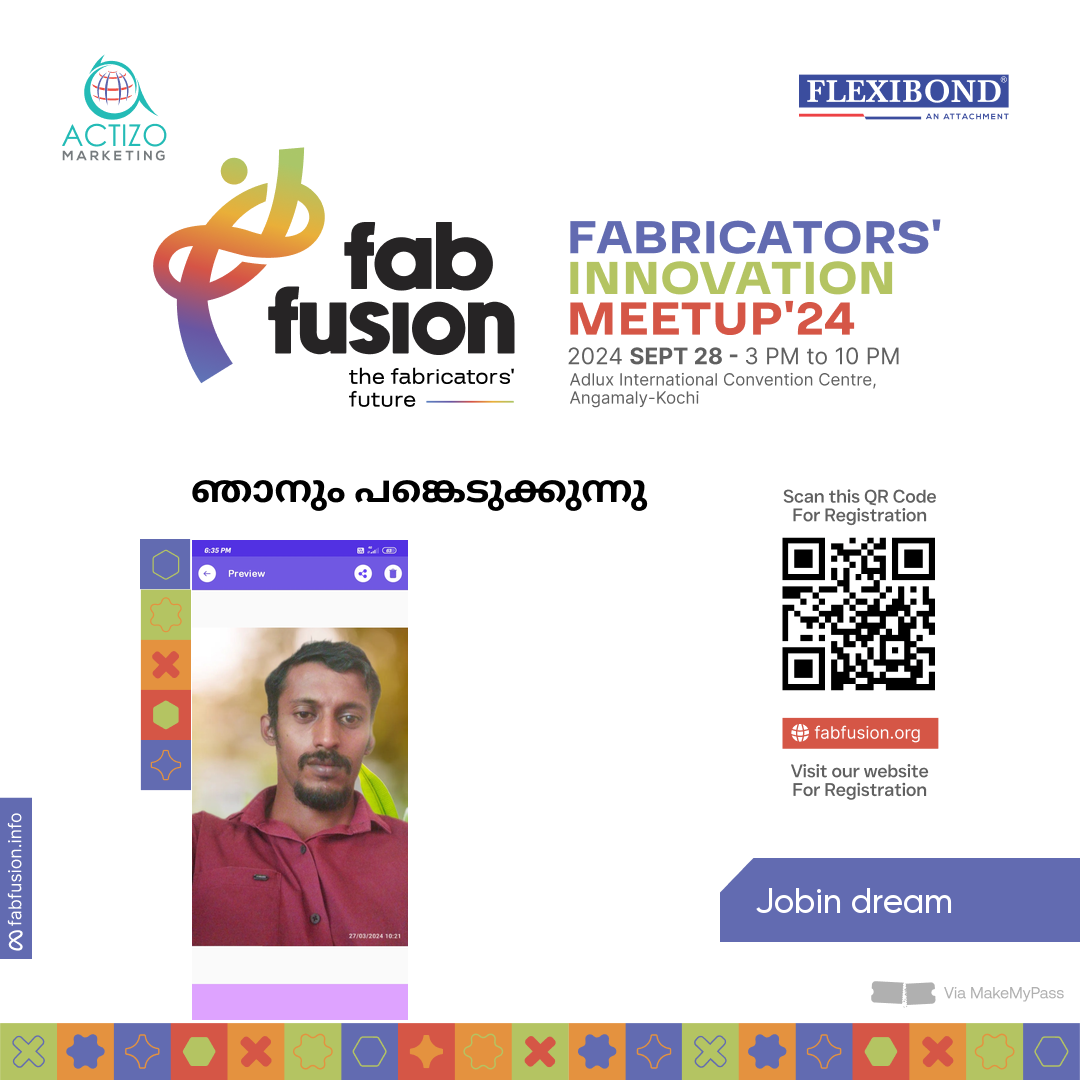 ACTIZO
MARKETING
FLEXIBOND®
AN ATTACHMENT
fab
fusion
the fabricators'
future
FABRICATORS'
INNOVATION
MEETUP'24
2024 SEPT 28 - 3 PM to 10 PM
Adlux International Convention Centre,
Angamaly-Kochi
ഞാനും പങ്കെടുക്കുന്നു
Scan this QR Code
For Registration
6:35 PM
Preview
27/03/2024 10:21
fabfusion.org
Visit our website
For Registration
fabfusion.info
Jobin dream
Via MakeMyPass